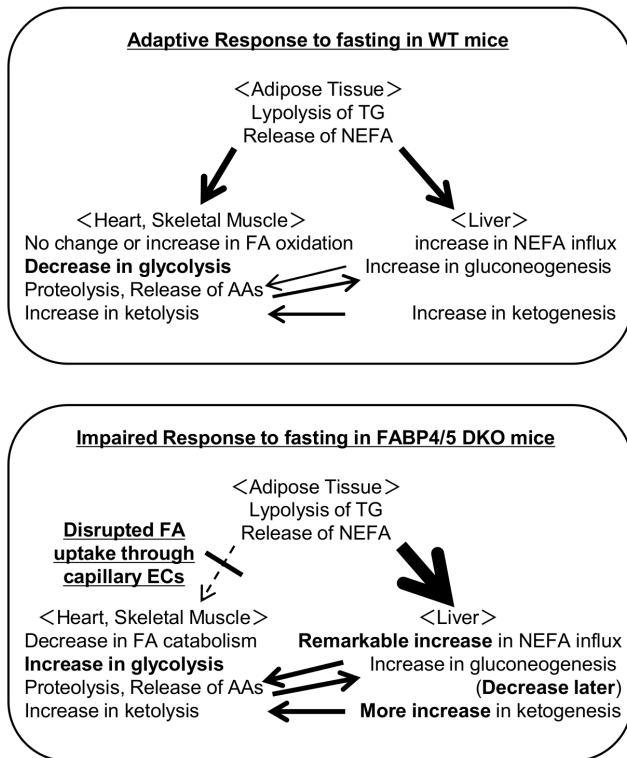 Adaptive Response to fasting in WT mice
＜Adipose Tissue＞
Lypolysis of TG
Release of NEFA
＜Heart, Skeletal Muscle＞
No change or increase in FA oxidation
Decrease in glycolysis
Proteolysis, Release of AAs
Increase in ketolysis
＜Liver＞
increase in NEFA influx
Increase in gluconeogenesis
Increase in ketogenesis
Impaired Response to fasting in FABP4/5 DKO mice
＜Adipose Tissue＞
Lypolysis of TG
Release of NEFA
Disrupted FA
uptake through
capillary ECs
＜Heart, Skeletal Muscle＞
Decrease in FA catabolism
Increase in glycolysis
Proteolysis, Release of AAs
Increase in ketolysis
＜Liver＞
Remarkable increase in NEFA influx
Increase in gluconeogenesis
(Decrease later)
More increase in ketogenesis